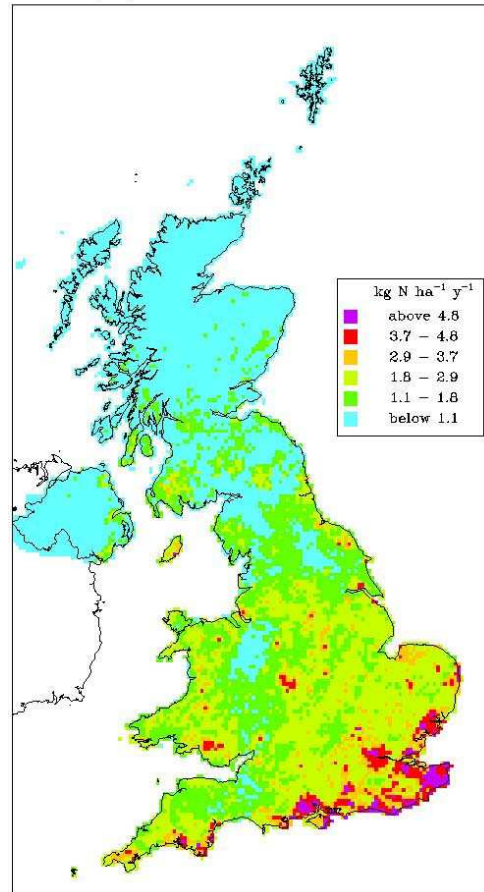 kg N ha⁻¹ y⁻¹
above 4.8
3.7 – 4.8
2.9 – 3.7
1.8 – 2.9
1.1 – 1.8
below 1.1